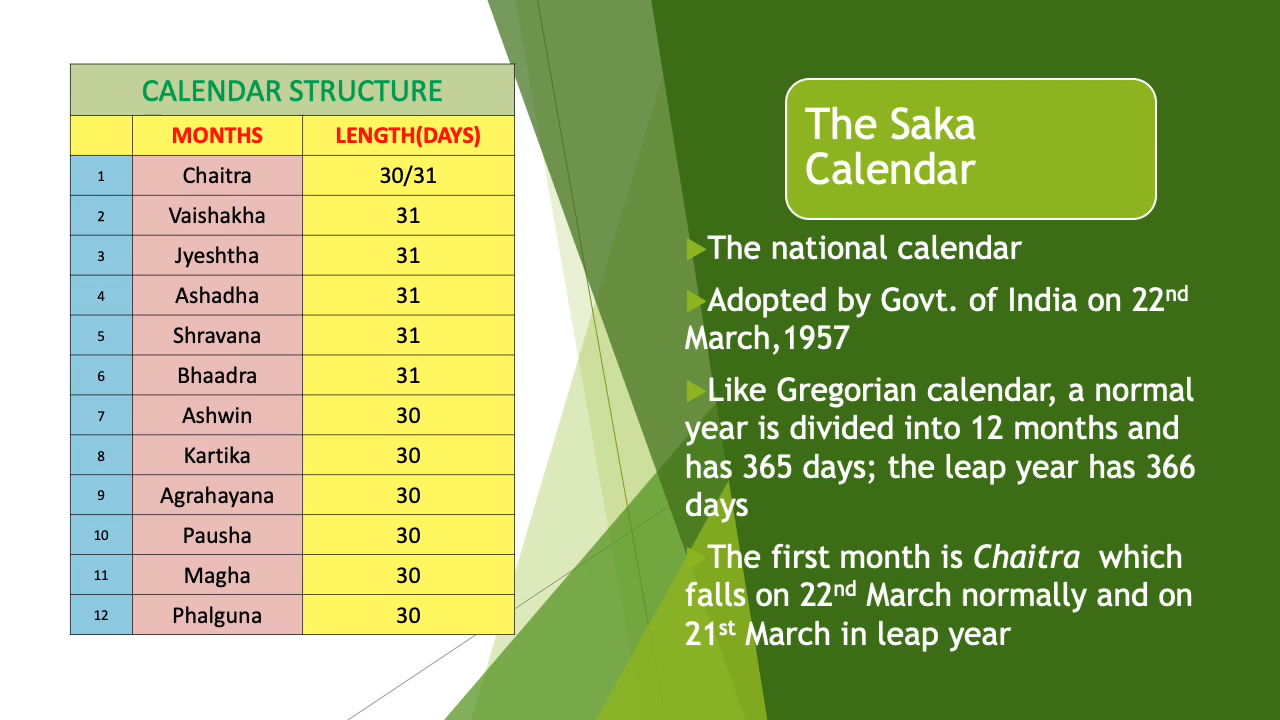 CALENDAR STRUCTURE
MONTHS LENGTH(DAYS)
1 Chaitra 30/31
2 Vaishakha 31
3 Jyeshtha 31
4 Ashadha 31
5 Shravana 31
6 Bhaadra 31
7 Ashwin 30
8 Kartika 30
9 Agrahayana 30
10 Pausha 30
11 Magha 30
12 Phalguna 30
The Saka
Calendar
The national calendar
Adopted by Govt. of India on 22nd
March,1957
Like Gregorian calendar, a normal
year is divided into 12 months and
has 365 days; the leap year has 366
days
The first month is Chaitra which
falls on 22nd March normally and on
21st March in leap year